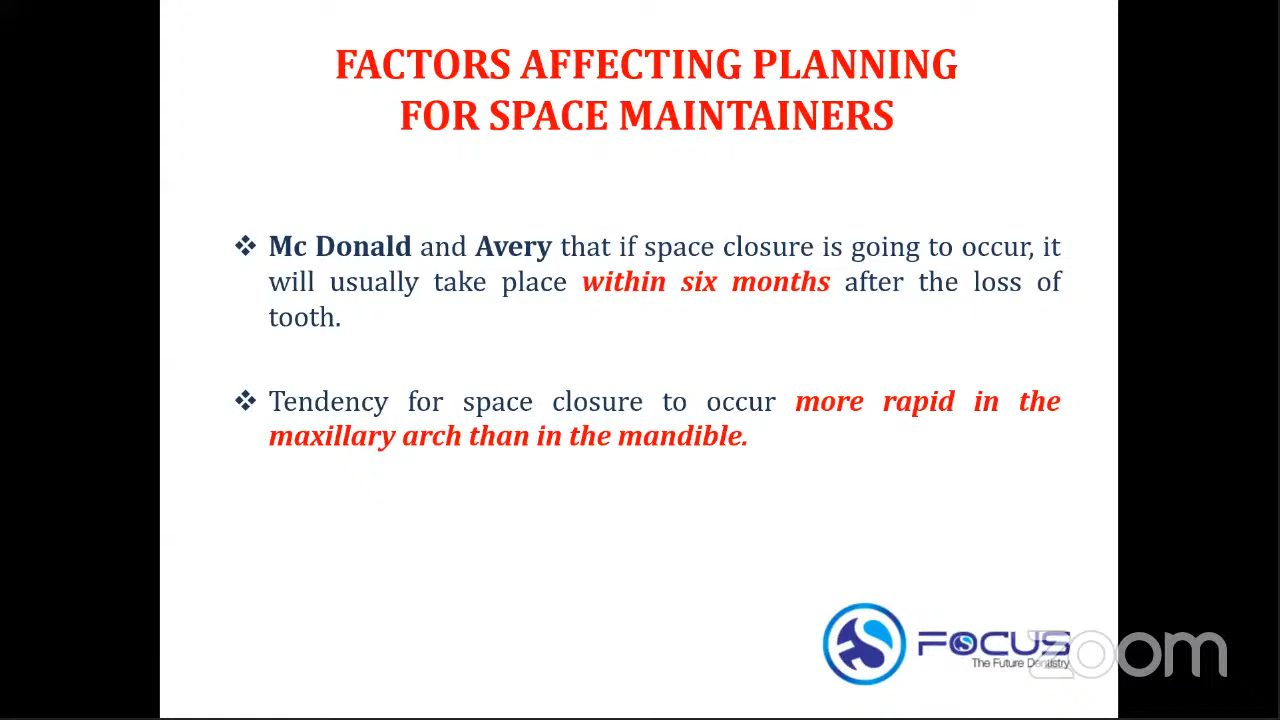 FACTORS AFFECTING PLANNING
FOR SPACE MAINTAINERS
❖ Mc Donald and Avery that if space closure is going to occur, it
will usually take place within six months after the loss of
tooth.
❖ Tendency for space closure to occur more rapid in the
maxillary arch than in the mandible.
FOCUS
The Future Dentistry
zoom